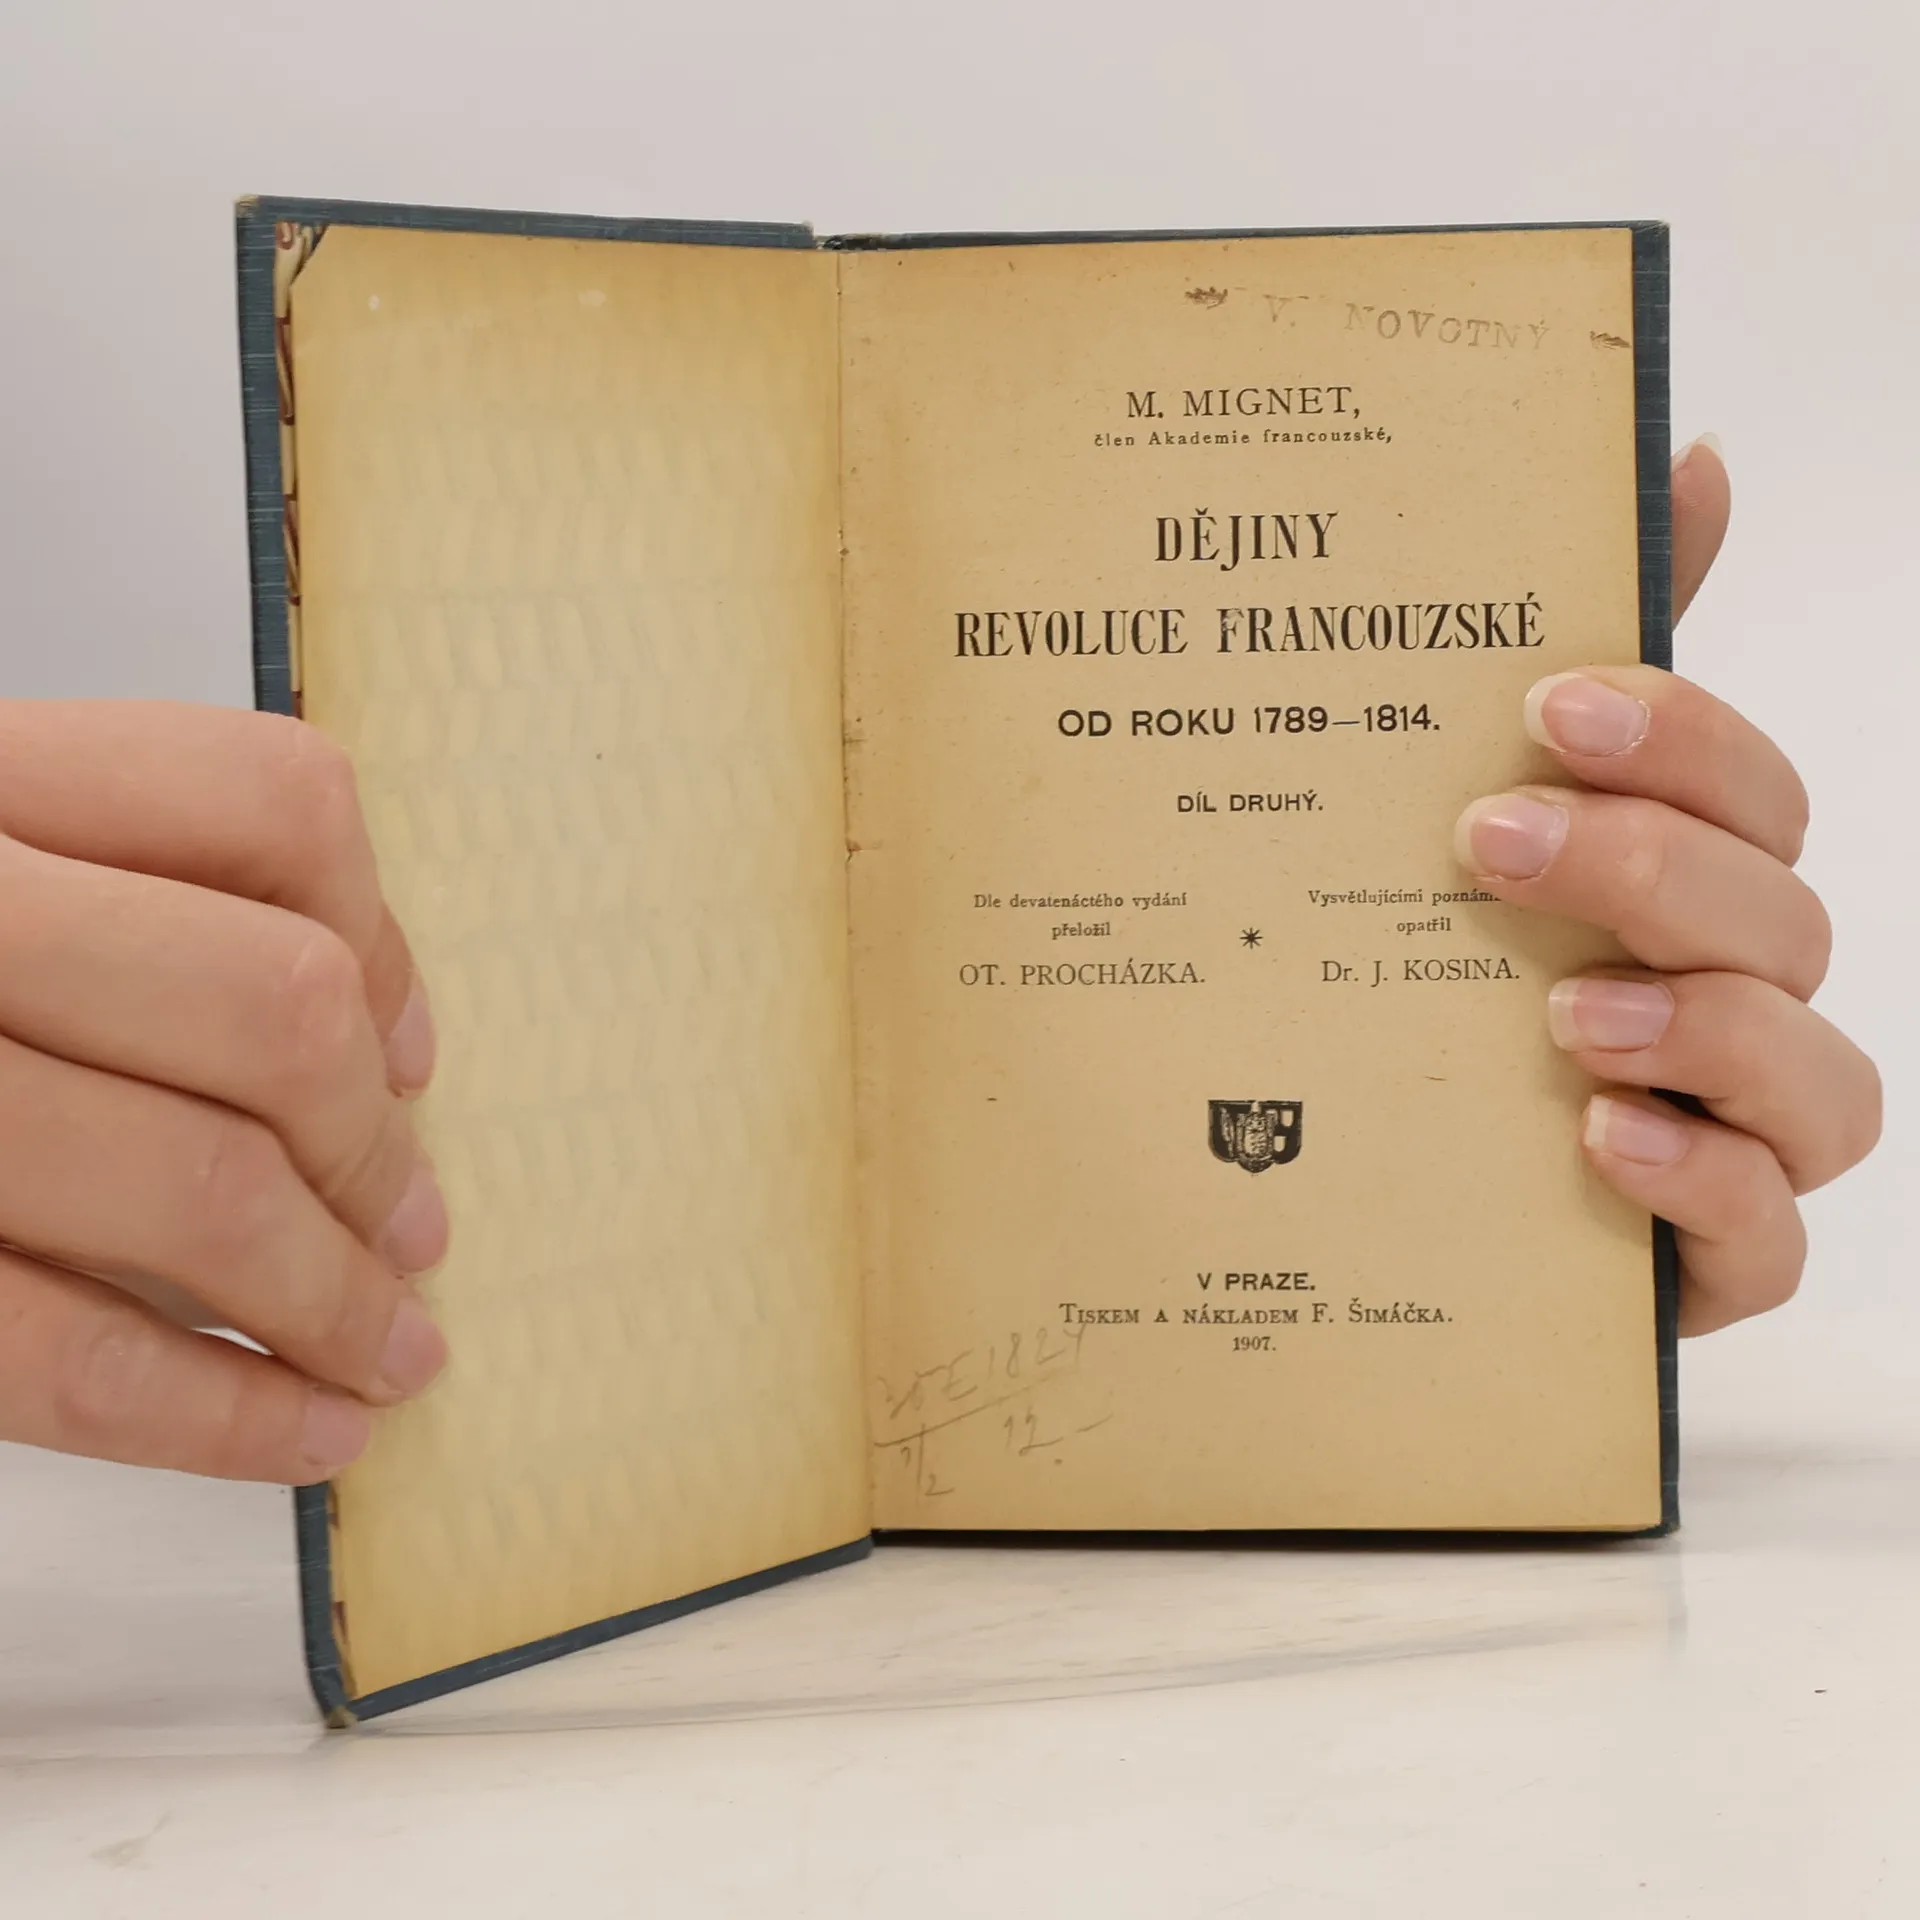 V. NOVOTNÝ
M. MIGNET,
člen Akademie francouzské,
DĚJINY
REVOLUCE FRANCOUZSKÉ
OD ROKU 1789—1814.
DÍL DRUHÝ.
Dle devatenáctého vydání
přeložil
OT. PROCHÁZKA.
*
Vysvětlujícími
opatřil
Dr. J. KOSINA.
V PRAZE.
TISKEM A NÁKLADEM F. ŠIMÁČKA.
1907.